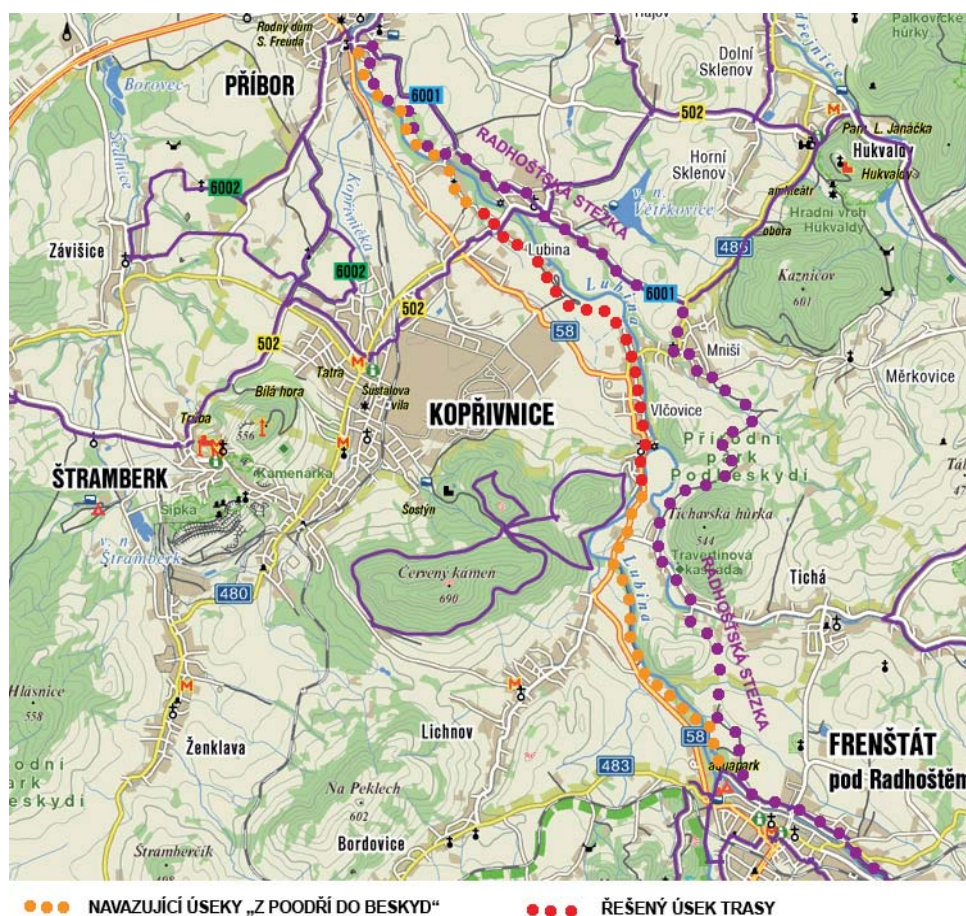 Rodný dům
S. Freuda
PŘÍBOR
Borovec
Sedlnice
6001
RADHOŠŤSKÁ STEZKA
Dolní
Sklenov
502
Horní
Sklenov
Palkovické
hůrky
Pam. L. Janáčka
Hukvaldy
Hukvaldy
amfiteátr
Hradní vrch
Hukvaldy
obora
486
Kazničov
601
v. n.
Větřkovice
6002
Závišice
Kopřivnička
6002
502
502
Lubina
Lubina
6001
58
Mniší
Měrkovice
Tatra
Šustalova
vila
Bílá hora
556
Trúba
Kamenárka
ŠTRAMBERK
Šipka
v. n.
Štramberk
KOPŘIVNICE
Vlčovice
Přírodní
park
Podbeskydí
Šostýn
Červený kámen
690
Tichavská hůrka
544
Travertinová
kaskáda
Tichá
Lubina
RADHOŠŤSKÁ STEZKA
480
Hlásnice
558
Ženklava
Lichnov
58
aquapark
FRENŠTÁT
pod Radhoštěm
483
Na Peklech
602
Bordovice
Štramberčík
NAVAZUJÍCÍ ÚSEKY „Z POODŘÍ DO BESKYD“
ŘEŠENÝ ÚSEK TRASY